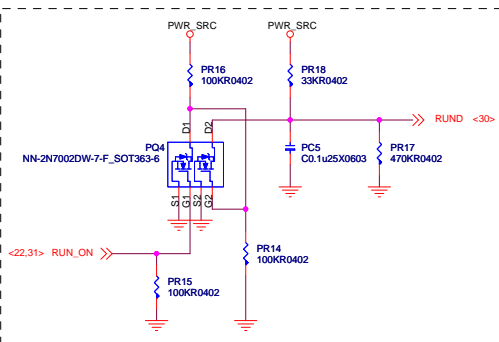 PWR_SRC
PWR_SRC
PR16
100KR0402
PR18
33KR0402
RUND <30>
D1
D2
PQ4
NN-2N7002DW-7-F_SOT363-6
PC5
C0.1u25X0603
PR17
470KR0402
S1
G1
S2
G2
<22,31> RUN_ON
PR14
100KR0402
PR15
100KR0402